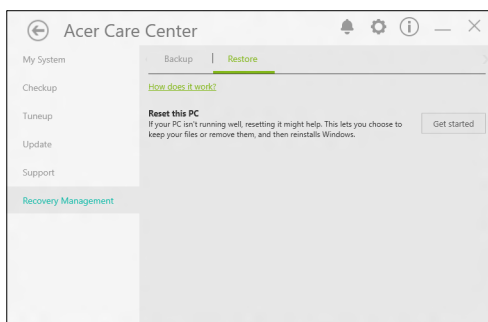 Acer Care Center
My System
Checkup
Tuneup
Update
Support
Recovery Management
Backup
Restore
How does it work?
Reset this PC
If your PC isn't running well, resetting it might help. This lets you choose to
keep your files or remove them, and then reinstalls Windows.
Get started